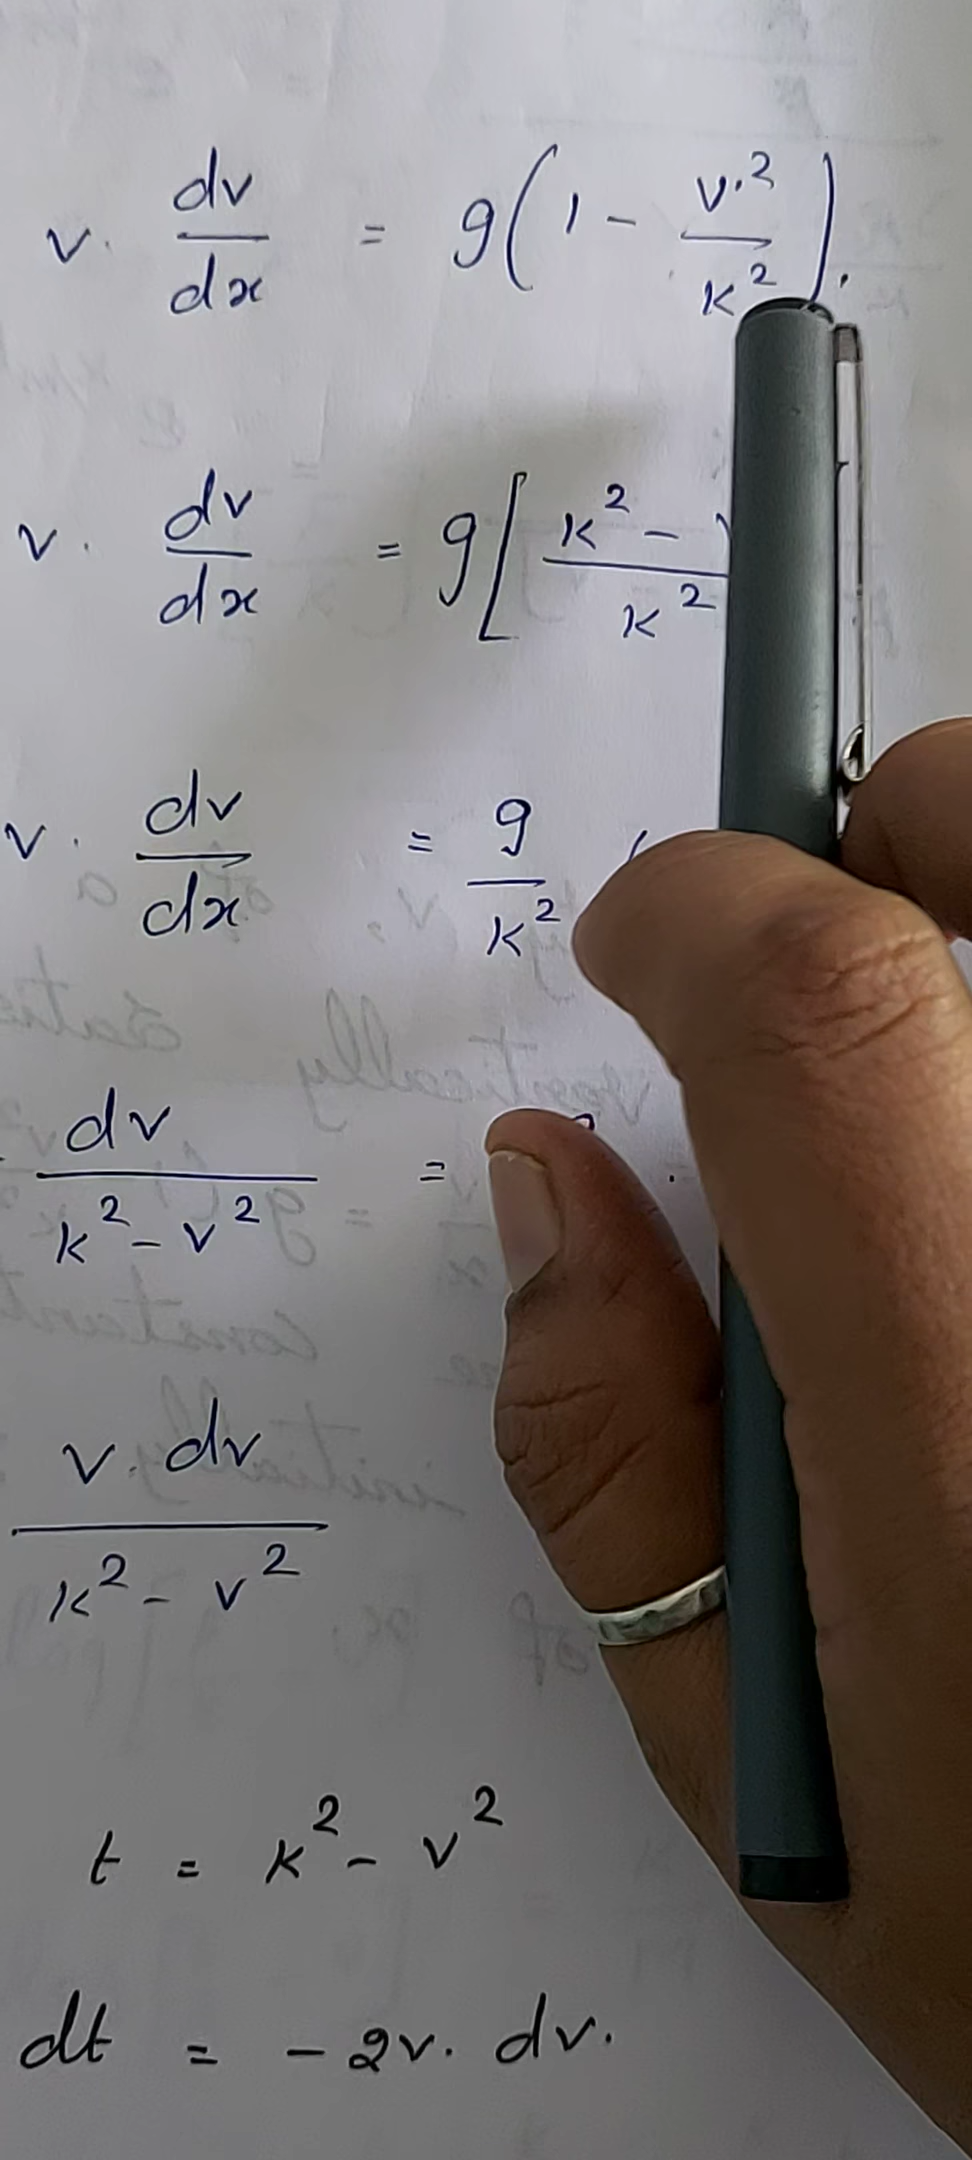 v. dv/dx = g(1 - v.²/k²).
v. dv/dx = g[k² -/k²
v. dv/dx = g/k² (
dv/k² - v² = .
v. dv/k² - v²
t = k² - v²
dt = - 2v. dv.